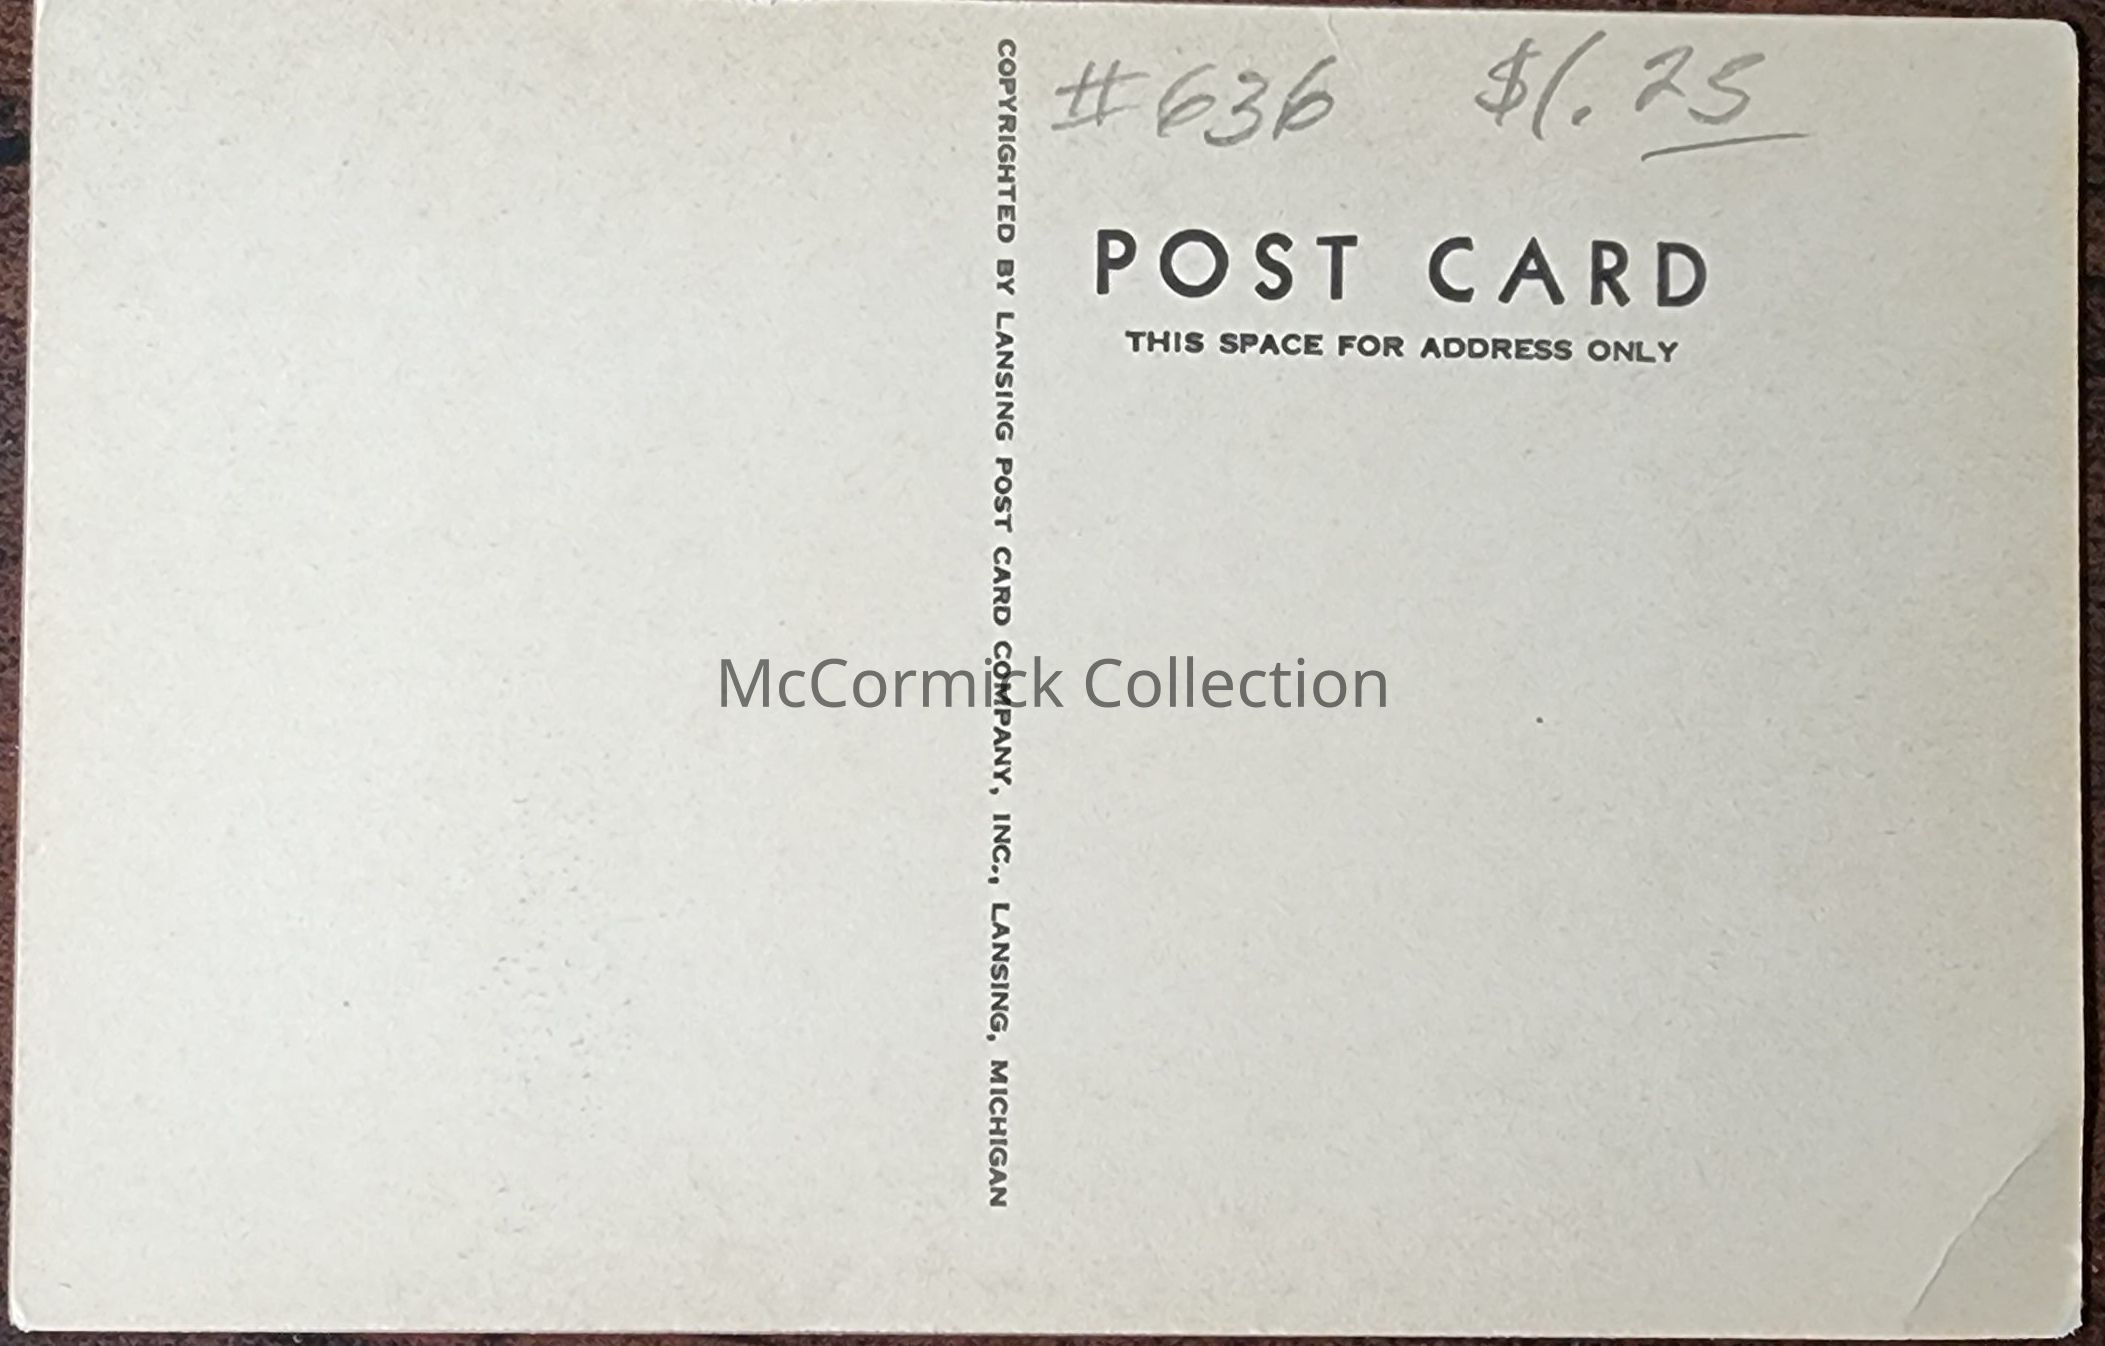 #636 $1.25
POST CARD
THIS SPACE FOR ADDRESS ONLY
COPYRIGHTED BY LANSING POST CARD COMPANY, INC., LANSING, MICHIGAN
McCormick Collection